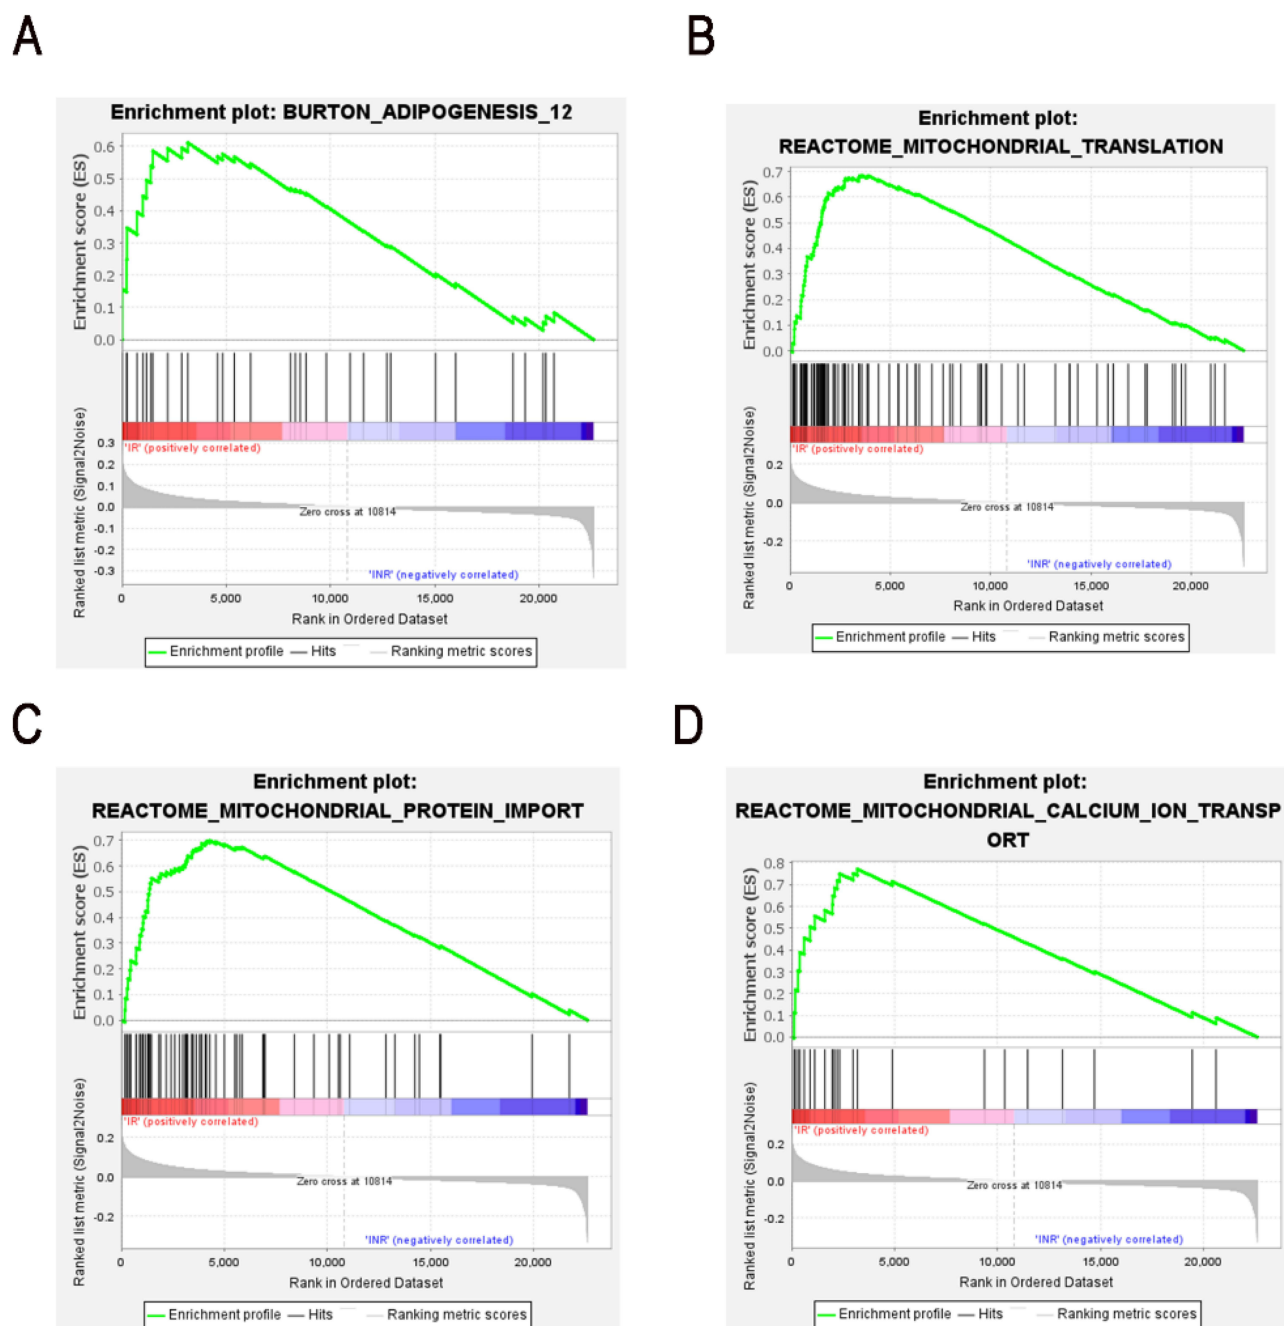 A
Enrichment plot: BURTON_ADIPOGENESIS_12
Enrichment score (ES)
0.6
0.5
0.4
0.3
0.2
0.1
0.0
Ranked list metric (Signal2Noise)
'IR' (positively correlated)
0.3
0.2
0.1
0.0
-0.1
-0.2
-0.3
Zero cross at 10814
'INR' (negatively correlated)
0 5,000 10,000 15,000 20,000
Rank in Ordered Dataset
Enrichment profile Hits Ranking metric scores
B
Enrichment plot:
REACTOME_MITOCHONDRIAL_TRANSLATION
Enrichment score (ES)
0.7
0.6
0.5
0.4
0.3
0.2
0.1
0.0
Ranked list metric (Signal2Noise)
'IR' (positively correlated)
0.2
0.0
-0.2
Zero cross at 10814
'INR' (negatively correlated)
0 5,000 10,000 15,000 20,000
Rank in Ordered Dataset
Enrichment profile Hits Ranking metric scores
C
Enrichment plot:
REACTOME_MITOCHONDRIAL_PROTEIN_IMPORT
Enrichment score (ES)
0.7
0.6
0.5
0.4
0.3
0.2
0.1
0.0
Ranked list metric (Signal2Noise)
'IR' (positively correlated)
0.2
0.0
-0.2
Zero cross at 10814
'INR' (negatively correlated)
0 5,000 10,000 15,000 20,000
Rank in Ordered Dataset
Enrichment profile Hits Ranking metric scores
D
Enrichment plot:
REACTOME_MITOCHONDRIAL_CALCIUM_ION_TRANSP
ORT
Enrichment score (ES)
0.8
0.7
0.6
0.5
0.4
0.3
0.2
0.1
0.0
Ranked list metric (Signal2Noise)
'IR' (positively correlated)
0.2
0.0
-0.2
Zero cross at 10814
'INR' (negatively correlated)
0 5,000 10,000 15,000 20,000
Rank in Ordered Dataset
Enrichment profile Hits Ranking metric scores